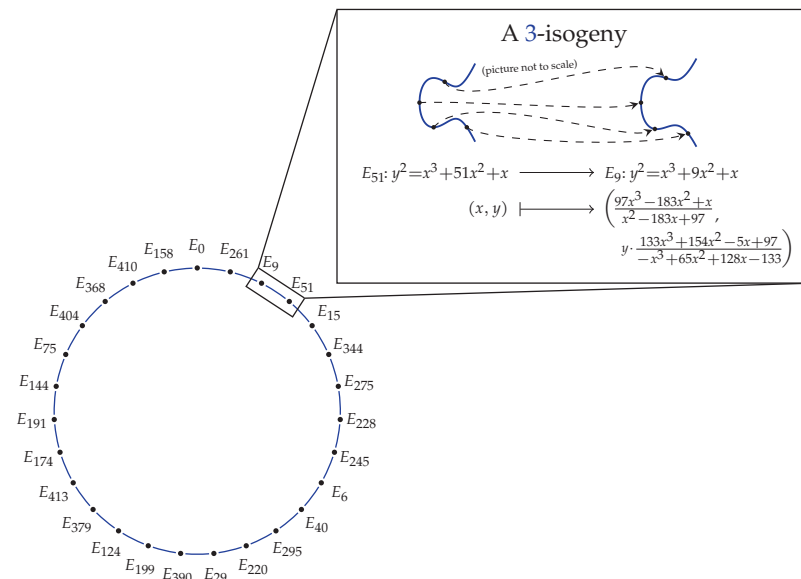 A 3-isogeny
(picture not to scale)
E₅₁: y²=x³+51x²+x ⟶ E₉: y²=x³+9x²+x
(x, y) ⟼ (97x³−183x²+x / x²−183x+97 ,
y· 133x³+154x²−5x+97 / −x³+65x²+128x−133)
E₀
E₂₆₁
E₉
E₅₁
E₁₅
E₃₄₄
E₂₇₅
E₂₂₈
E₂₄₅
E₆
E₄₀
E₂₉₅
E₂₂₀
E₂₉
E₃₉₀
E₁₉₉
E₁₂₄
E₃₇₉
E₄₁₃
E₁₇₄
E₁₉₁
E₁₄₄
E₇₅
E₄₀₄
E₃₆₈
E₄₁₀
E₁₅₈